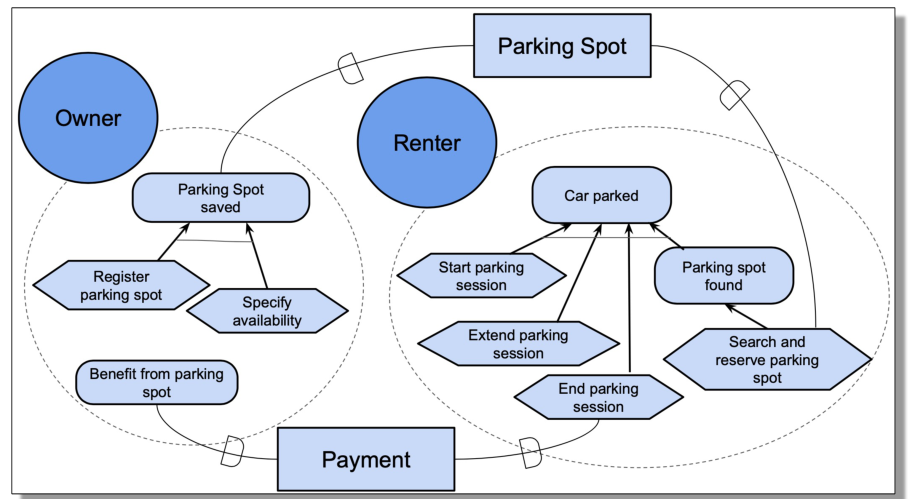 Parking Spot
Owner
Renter
Parking Spot
saved
Car parked
Register
parking spot
Specify
availability
Start parking
session
Parking spot
found
Extend parking
session
Search and
reserve parking
spot
Benefit from parking
spot
End parking
session
Payment